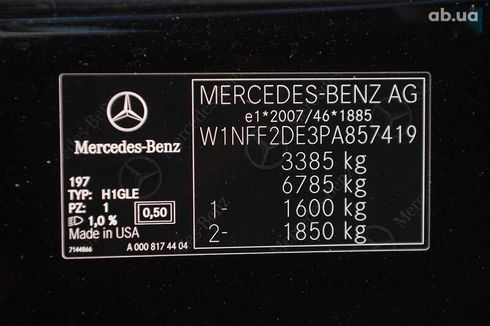 ab.ua
MERCEDES-BENZ AG
e1*2007/46*1885
W1NFF2DE3PA857419
3385 kg
6785 kg
1- 1600 kg
2- 1850 kg
Mercedes-Benz
197
TYP: H1GLE
PZ: 1
1,0 % 0,50
Made in USA
7144866 A 000 817 44 04